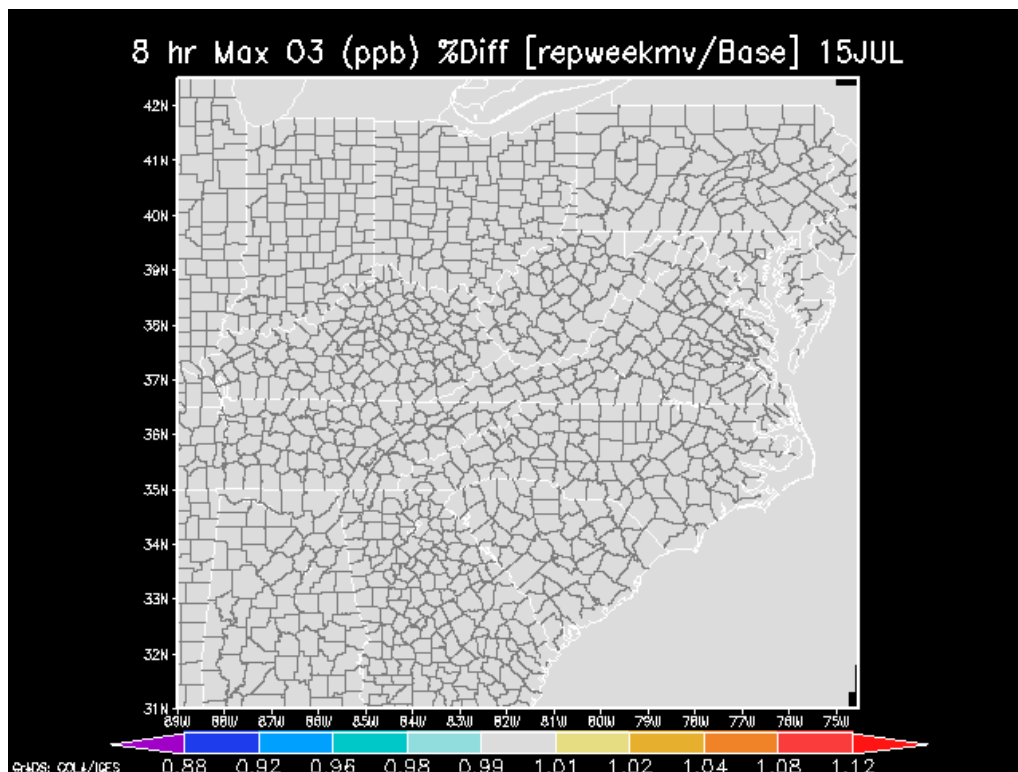 8 hr Max O3 (ppb) %Diff [repweekmv/Base] 15JUL
42N
41N
40N
39N
38N
37N
36N
35N
34N
33N
32N
31N
89W 88W 87W 86W 85W 84W 83W 82W 81W 80W 79W 78W 77W 76W 75W
GrADS: COLA/IGES 0.88 0.92 0.96 0.98 0.99 1.01 1.02 1.04 1.08 1.12